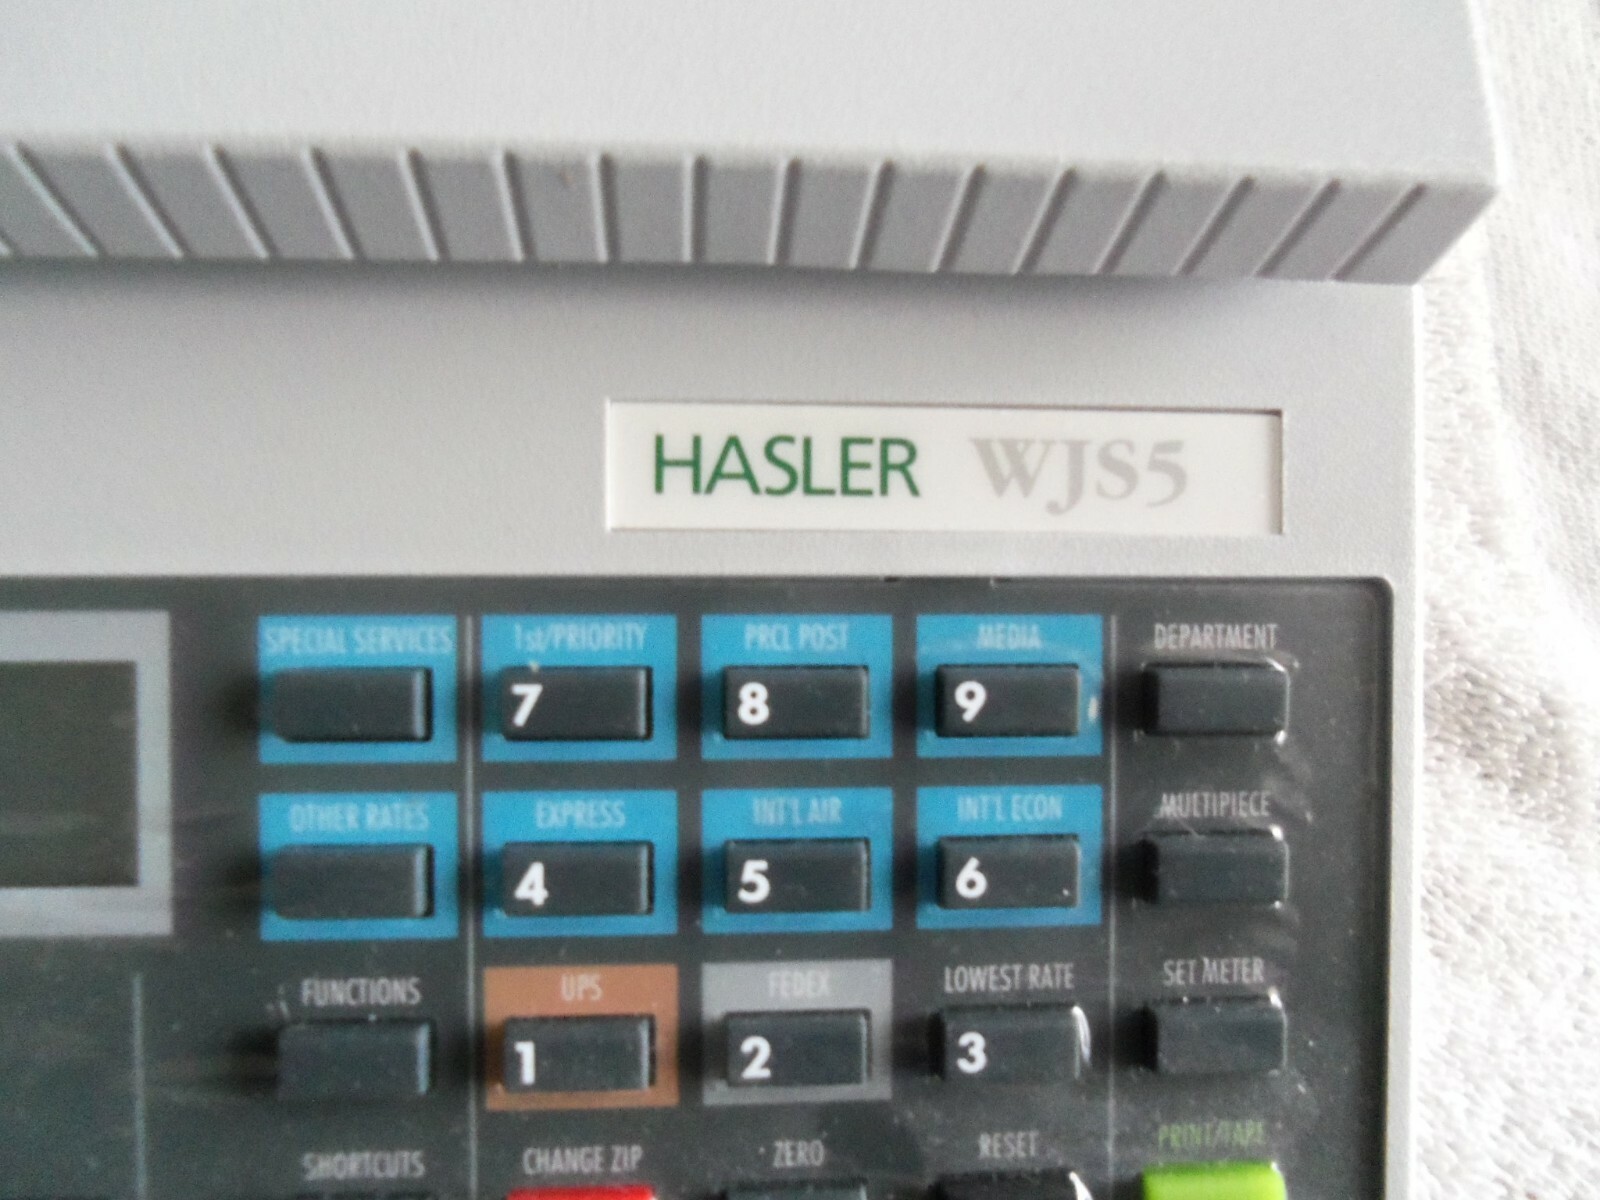 HASLER WJS5
SPECIAL SERVICES 1st/PRIORITY PRCL POST MEDIA DEPARTMENT
7 8 9
OTHER RATES EXPRESS INT'L AIR INT'L ECON MULTIPIECE
4 5 6
FUNCTIONS UPS FEDEX LOWEST RATE SET METER
1 2 3
SHORTCUTS CHANGE ZIP ZERO RESET PRINT/TARE